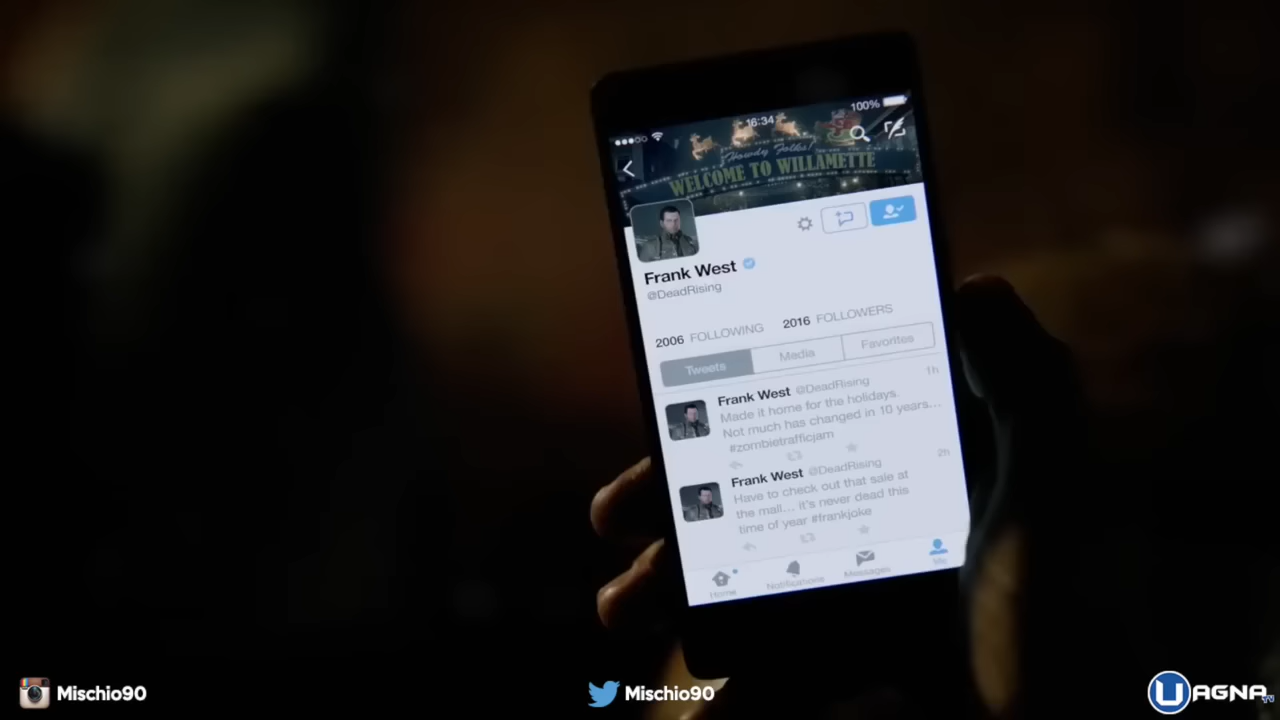 100%
16:34
Howdy Folks!
WELCOME TO WILLAMETTE
Frank West
@DeadRising
2006 FOLLOWING 2016 FOLLOWERS
Tweets Media Favorites
Frank West @DeadRising 1h
Made it home for the holidays.
Not much has changed in 10 years...
#zombietrafficjam
Frank West @DeadRising 2h
Have to check out that sale at
the mall... it's never dead this
time of year #frankjoke
Home Notifications Messages Me
Mischio90 Mischio90 UAGNA TV